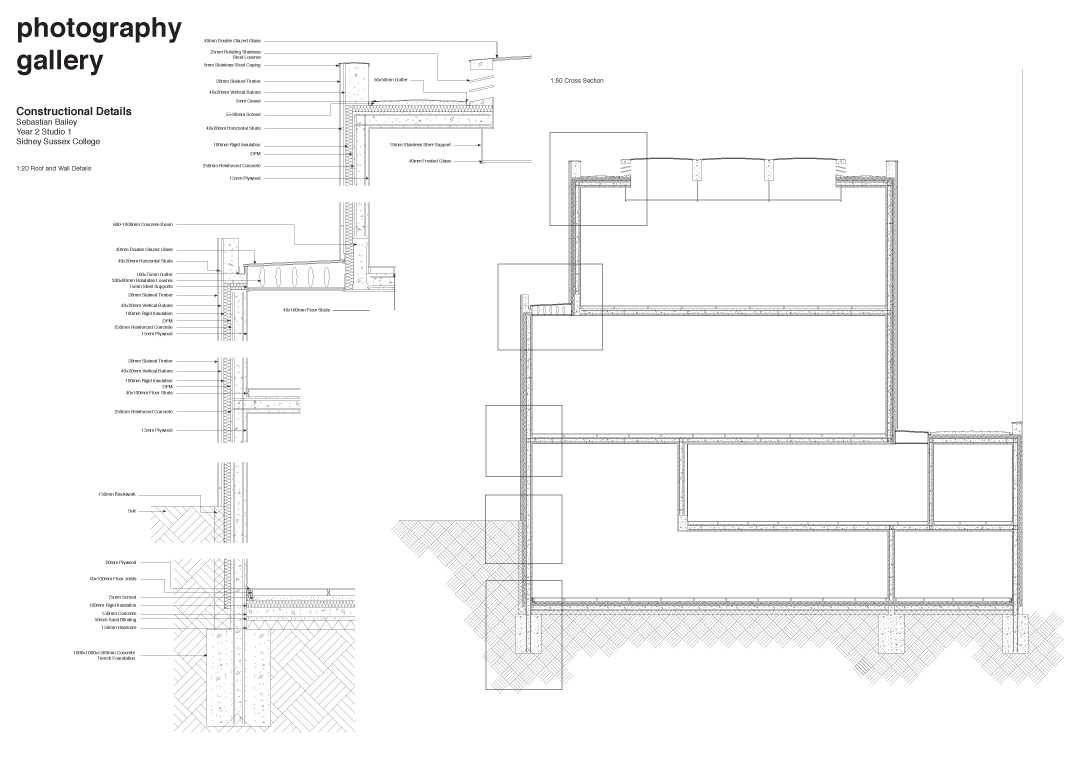 photography
gallery
Constructional Details
Sebastian Bailey
Year 2 Studio 1
Sidney Sussex College
1:20 Roof and Wall Details
40mm Double Glazed Glass
25mm Rotating Stainless
Steel Louvres
5mm Stainless Steel Coping
50x50mm Gutter
20mm Stained Timber
40x20mm Vertical Batons
5mm Gravel
55-90mm Screed
40x20mm Horizontal Studs
100mm Rigid Insulation
DPM
250mm Reinforced Concrete
15mm Plywood
15mm Stainless Steel Support
40mm Frosted Glass
1:50 Cross Section
600-1000mm Concrete Beam
40mm Double Glazed Glass
40x20mm Horizontal Studs
100x75mm Gutter
300x80mm Rotatable Louvres
15mm Steel Supports
20mm Stained Timber
40x20mm Vertical Batons
100mm Rigid Insulation
DPM
250mm Reinforced Concrete
15mm Plywood
40x100mm Floor Studs
20mm Stained Timber
40x20mm Vertical Batons
100mm Rigid Insulation
DPM
40x100mm Floor Studs
250mm Reinforced Concrete
15mm Plywood
150mm Blockwork
Soil
20mm Plywood
40x100mm Floor Joists
75mm Screed
100mm Rigid Insulation
150mm Concrete
50mm Sand Blinding
150mm Hardcore
1000x1000x1500mm Concrete
Trench Foundation